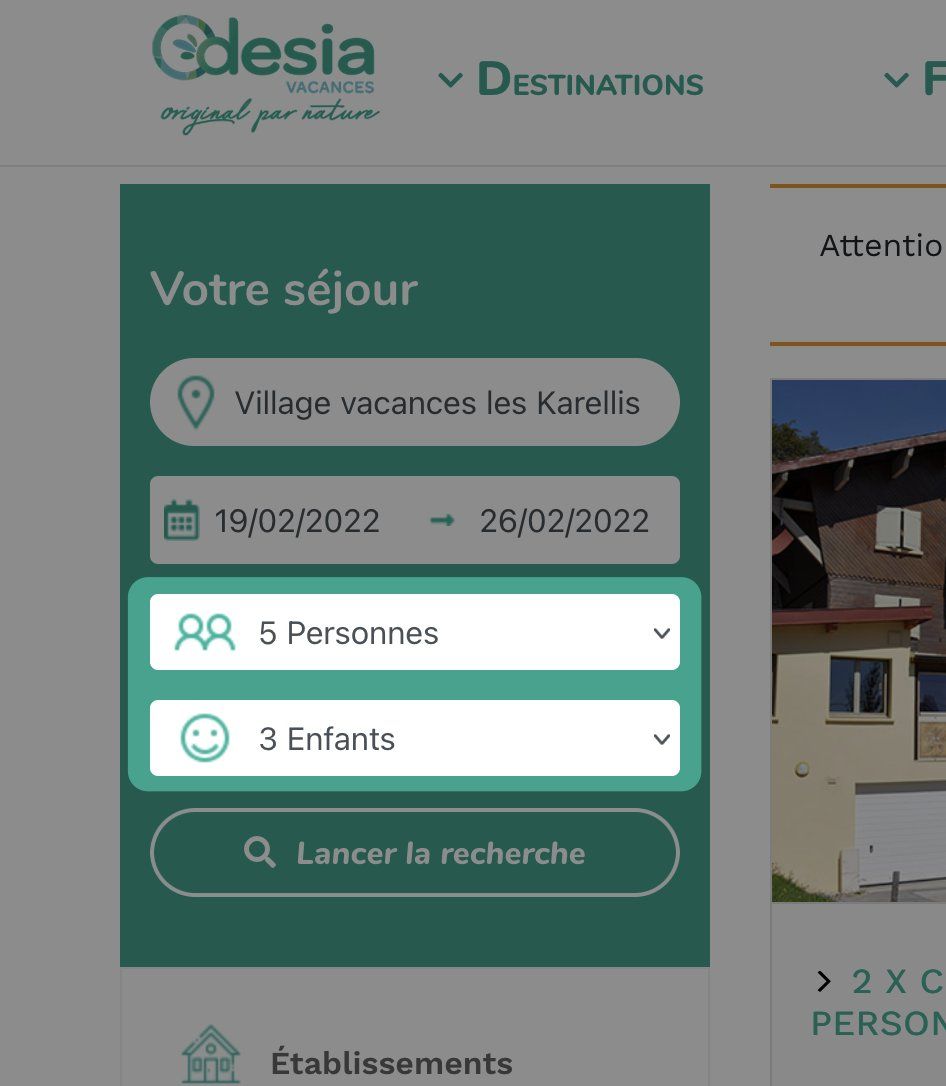 Odesia
VACANCES
original par nature
DESTINATIONS
F
Votre séjour
Village vacances les Karellis
19/02/2022 → 26/02/2022
5 Personnes
3 Enfants
Lancer la recherche
Établissements
Attentio
2 X C
PERSON